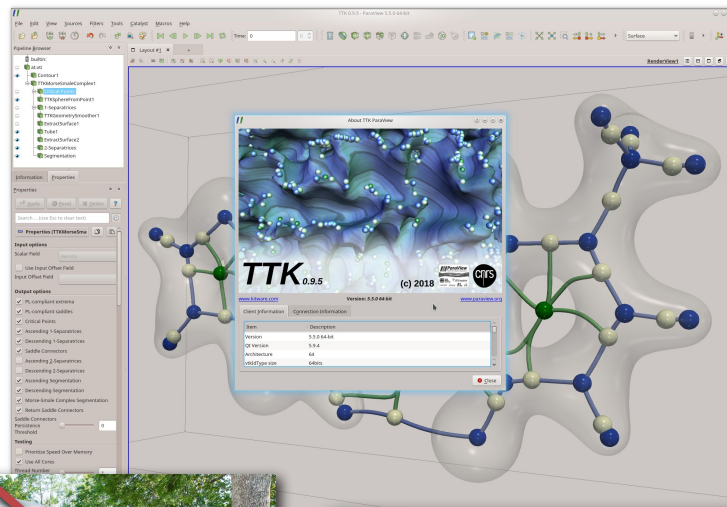 TTK 0.9.5 - ParaView 5.5.0 64-bit
File Edit View Sources Filters Tools Catalyst Macros Help
Time: 0
0
Surface
Pipeline Browser
Layout #1
RenderView1
builtin:
at.vti
Contour1
TTKMorseSmaleComplex1
Critical Points
TTKSphereFromPoint1
1-Separatrices
TTKGeometrySmoother1
ExtractSurface1
Tube1
ExtractSurface2
2-Separatrices
Segmentation
Information Properties
Properties
Apply Reset Delete ?
Search ... (use Esc to clear text)
Properties (TTKMorseSma
Input options
Scalar Field
Use Input Offset Field
Input Offset Field
Output options
PL-compliant extrema
PL-compliant saddles
Critical Points
Ascending 1-Separatrices
Descending 1-Separatrices
Saddle Connectors
Ascending 2-Separatrices
Descending 2-Separatrices
Ascending Segmentation
Descending Segmentation
Morse-Smale Complex Segmentation
Return Saddle Connectors
Saddle Connectors
Persistence
Threshold
0
Testing
Prioritize Speed Over Memory
Use All Cores
Thread Number
About TTK ParaView
TTK 0.9.5
(c) 2018
ParaView
cnrs
www.kitware.com
Version: 5.5.0 64-bit
www.paraview.org
Client Information Connection Information
Item Description
Version 5.5.0 64-bit
Qt Version 5.9.4
Architecture 64
vtkIdType size 64bits
Close